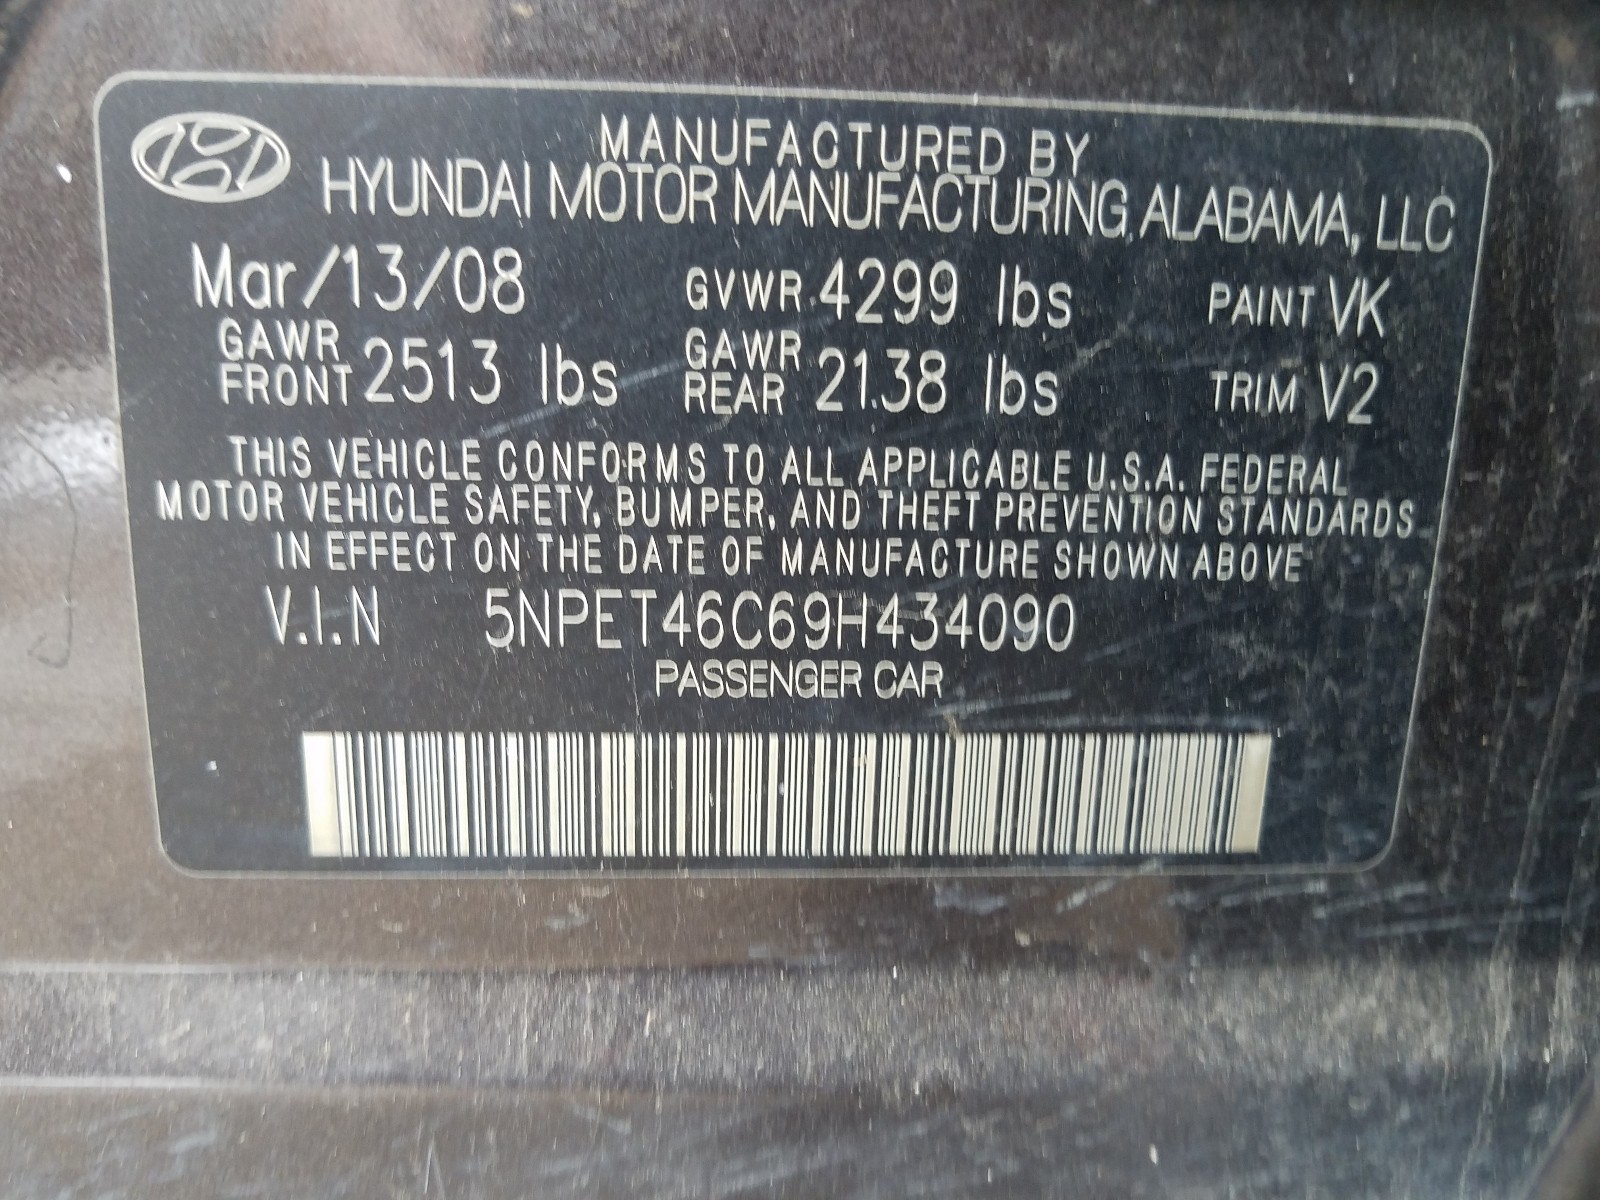 MANUFACTURED BY
HYUNDAI MOTOR MANUFACTURING ALABAMA, LLC
Mar/13/08 GVWR 4299 lbs PAINT VK
GAWR FRONT 2513 lbs GAWR REAR 2138 lbs TRIM V2
THIS VEHICLE CONFORMS TO ALL APPLICABLE U.S.A. FEDERAL
MOTOR VEHICLE SAFETY, BUMPER, AND THEFT PREVENTION STANDARDS
IN EFFECT ON THE DATE OF MANUFACTURE SHOWN ABOVE
V.I.N 5NPET46C69H434090
PASSENGER CAR